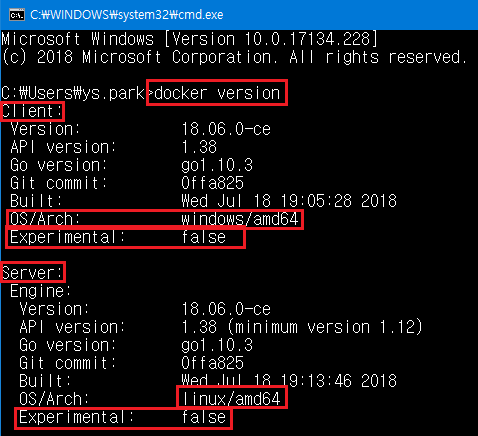 C:₩WINDOWS₩system32₩cmd.exe
Microsoft Windows [Version 10.0.17134.228]
(c) 2018 Microsoft Corporation. All rights reserved.
C:₩Users₩ys.park>docker version
Client:
Version: 18.06.0-ce
API version: 1.38
Go version: go1.10.3
Git commit: 0ffa825
Built: Wed Jul 18 19:05:28 2018
OS/Arch: windows/amd64
Experimental: false
Server:
Engine:
Version: 18.06.0-ce
API version: 1.38 (minimum version 1.12)
Go version: go1.10.3
Git commit: 0ffa825
Built: Wed Jul 18 19:13:46 2018
OS/Arch: linux/amd64
Experimental: false